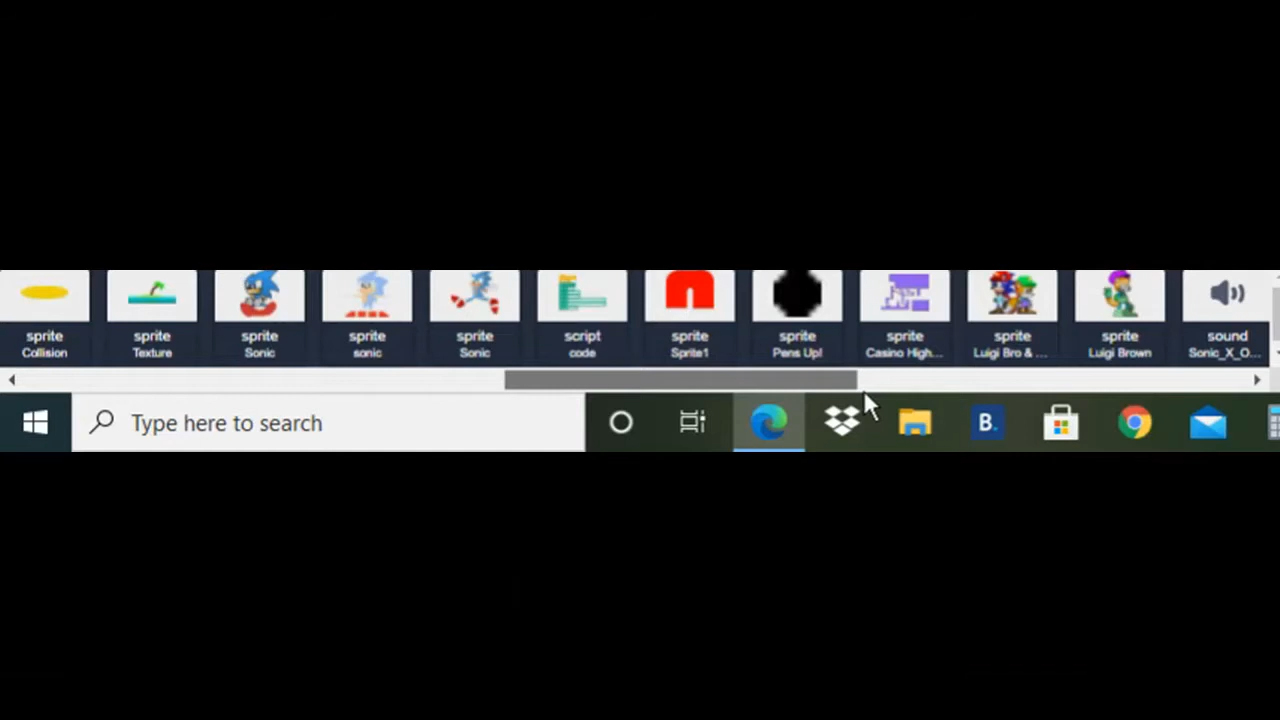 sprite sprite sprite sprite sprite script sprite sprite sprite sprite sprite sound
Collision Texture Sonic sonic Sonic code Sprite1 Pens Up! Casino High... Luigi Bro & ... Luigi Brown Sonic_X_O...
Type here to search
B.